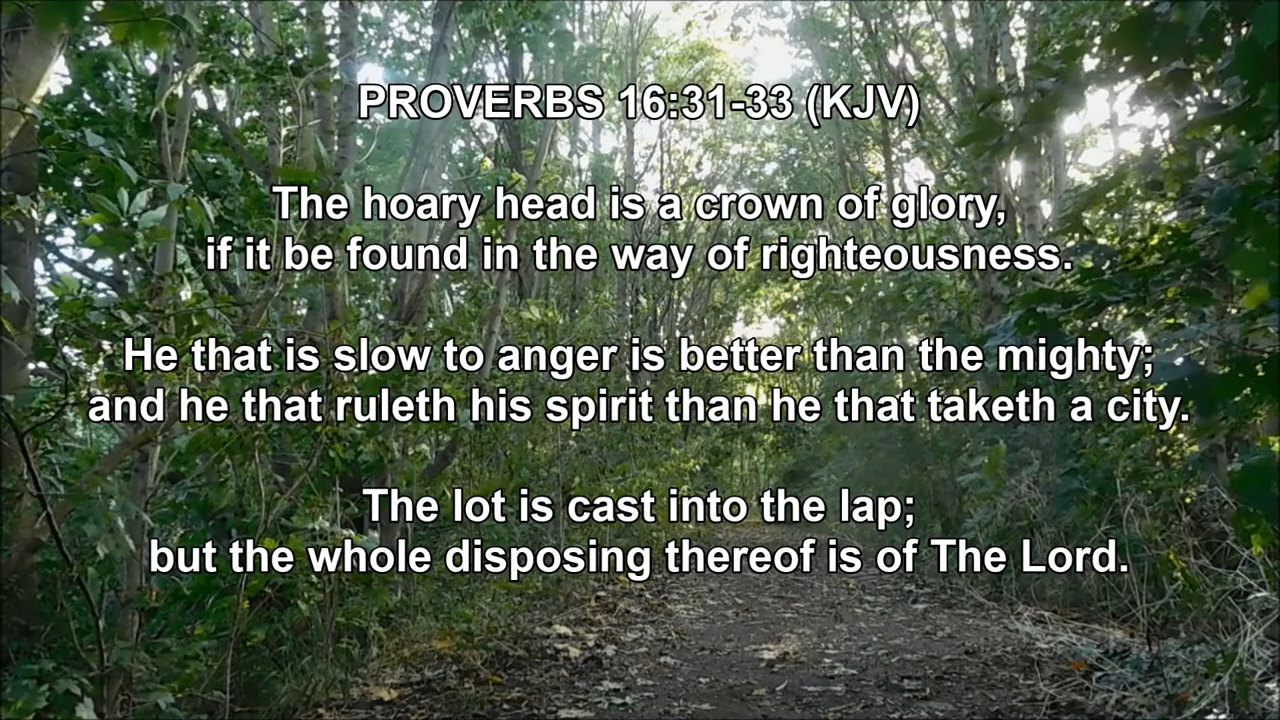 PROVERBS 16:31-33 (KJV)
The hoary head is a crown of glory,
if it be found in the way of righteousness.
He that is slow to anger is better than the mighty;
and he that ruleth his spirit than he that taketh a city.
The lot is cast into the lap;
but the whole disposing thereof is of The Lord.